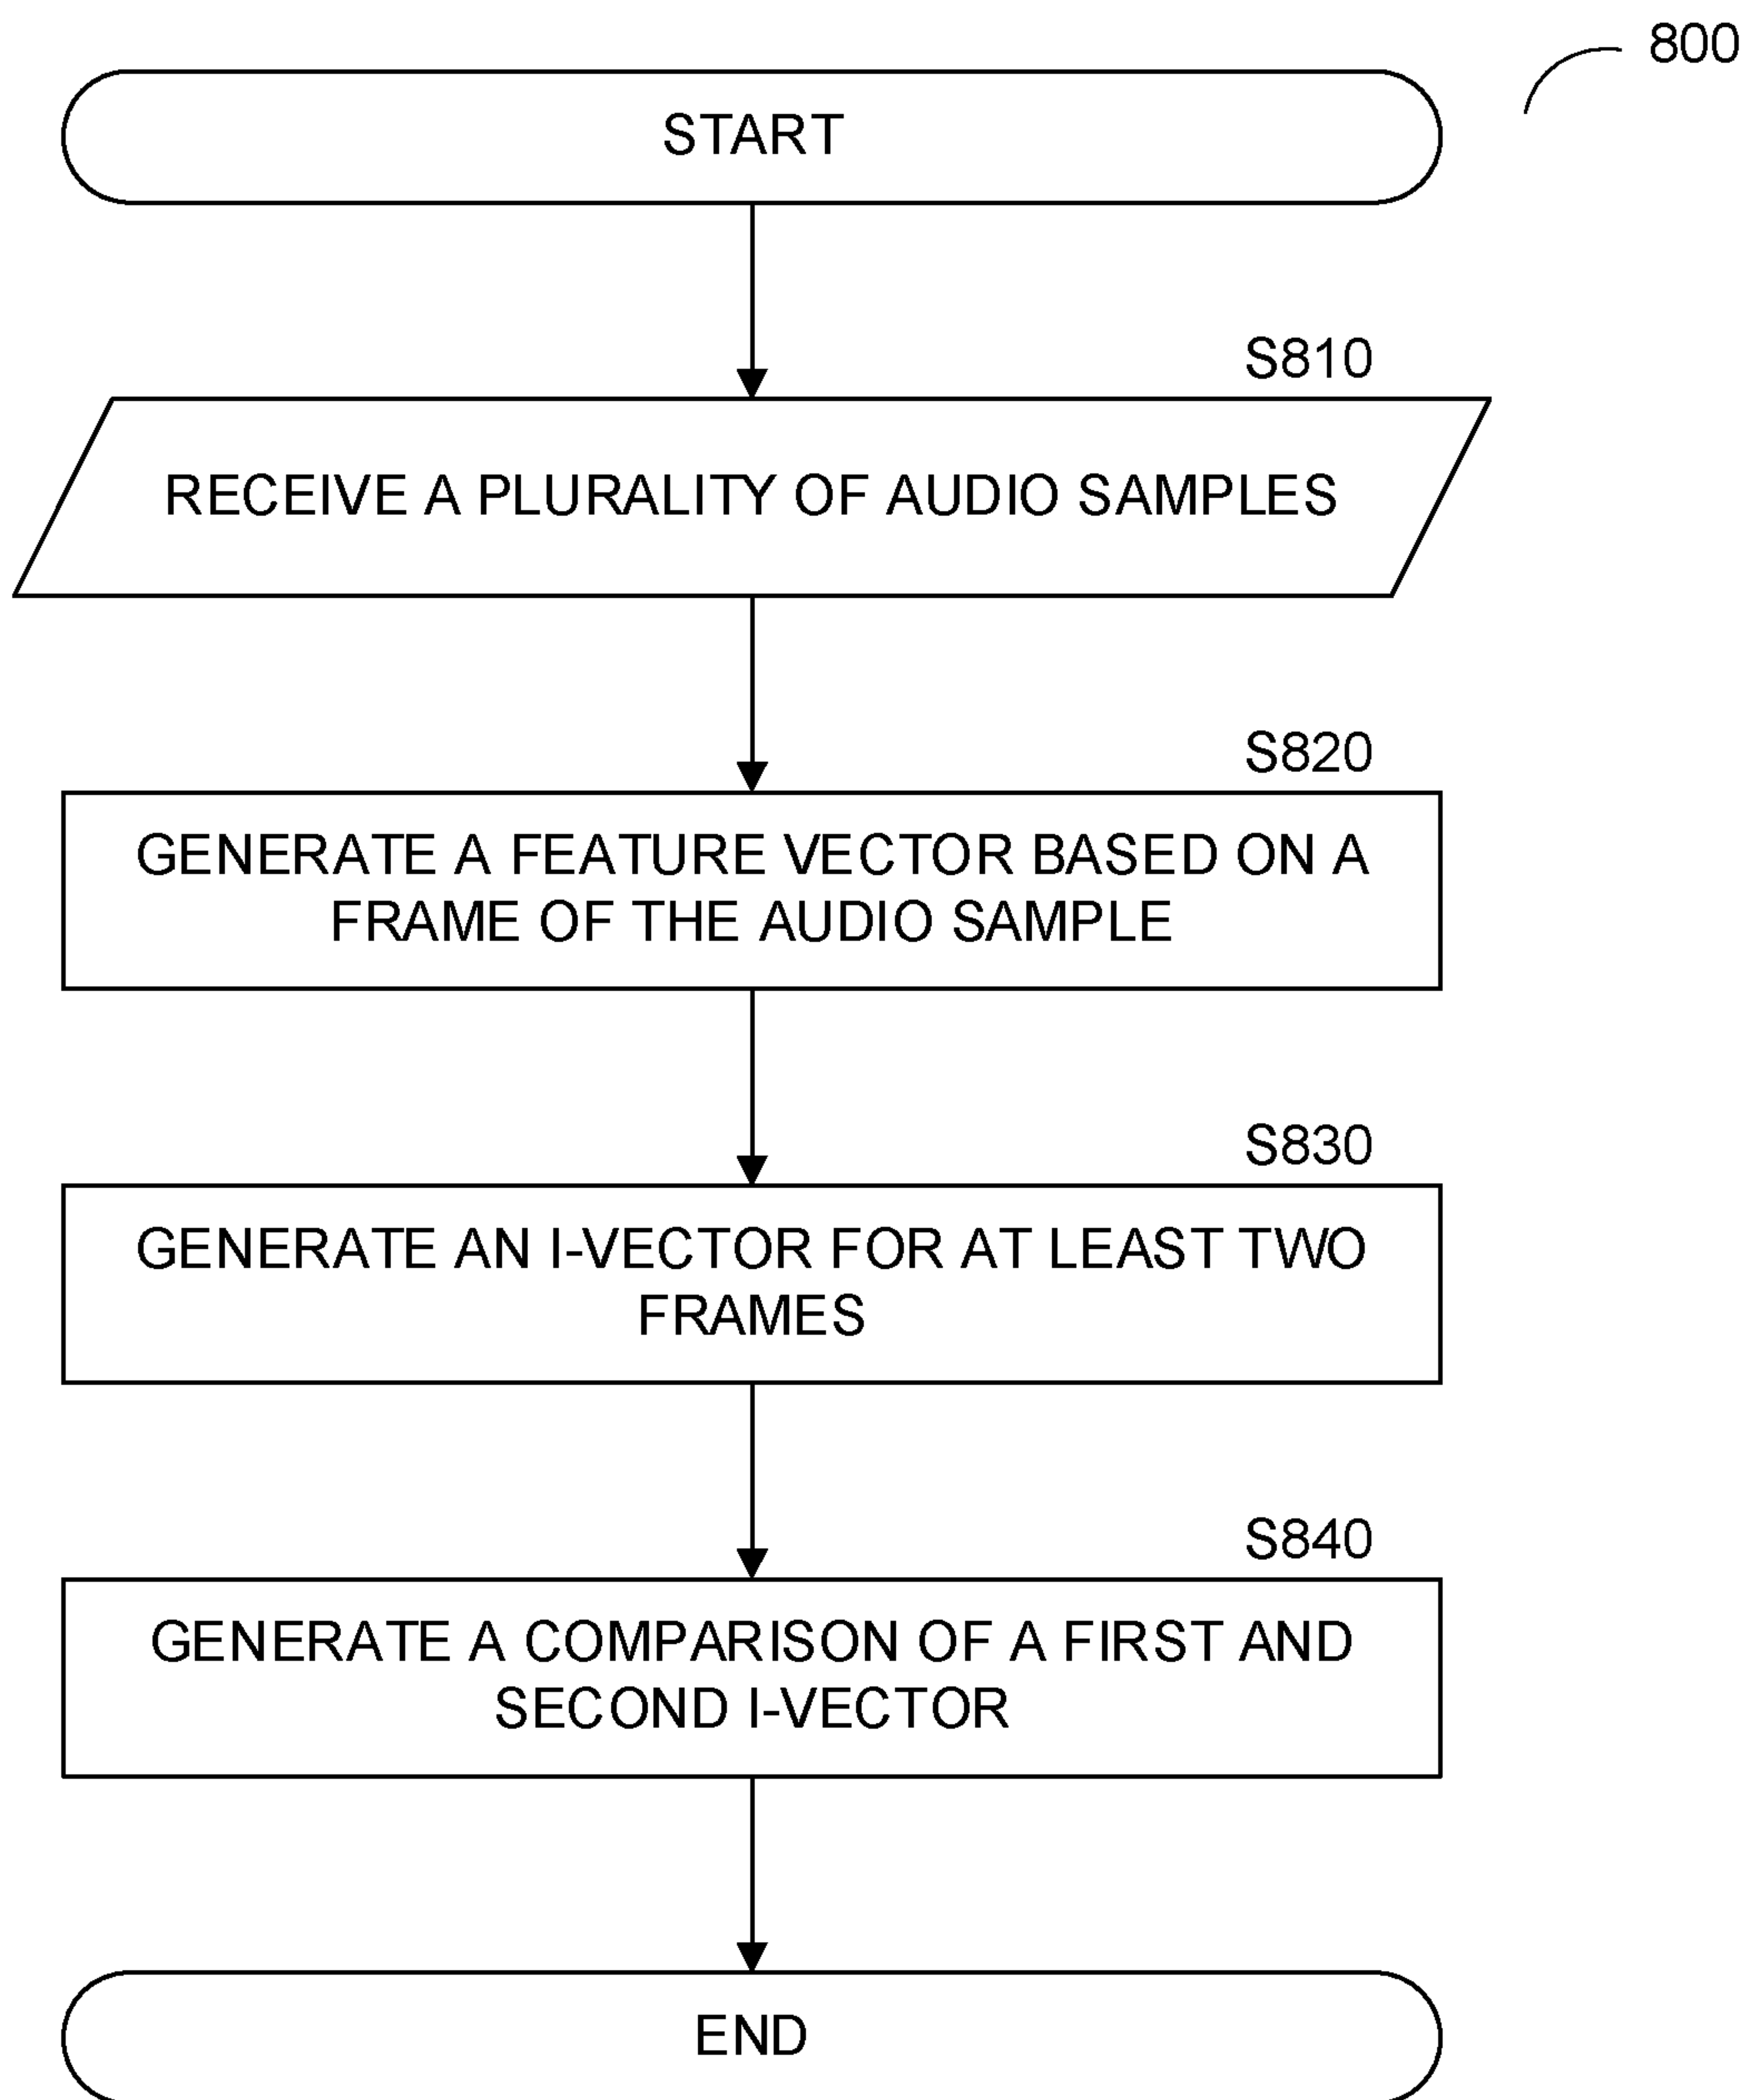 800
START
S810
RECEIVE A PLURALITY OF AUDIO SAMPLES
S820
GENERATE A FEATURE VECTOR BASED ON A
FRAME OF THE AUDIO SAMPLE
S830
GENERATE AN I-VECTOR FOR AT LEAST TWO
FRAMES
S840
GENERATE A COMPARISON OF A FIRST AND
SECOND I-VECTOR
END